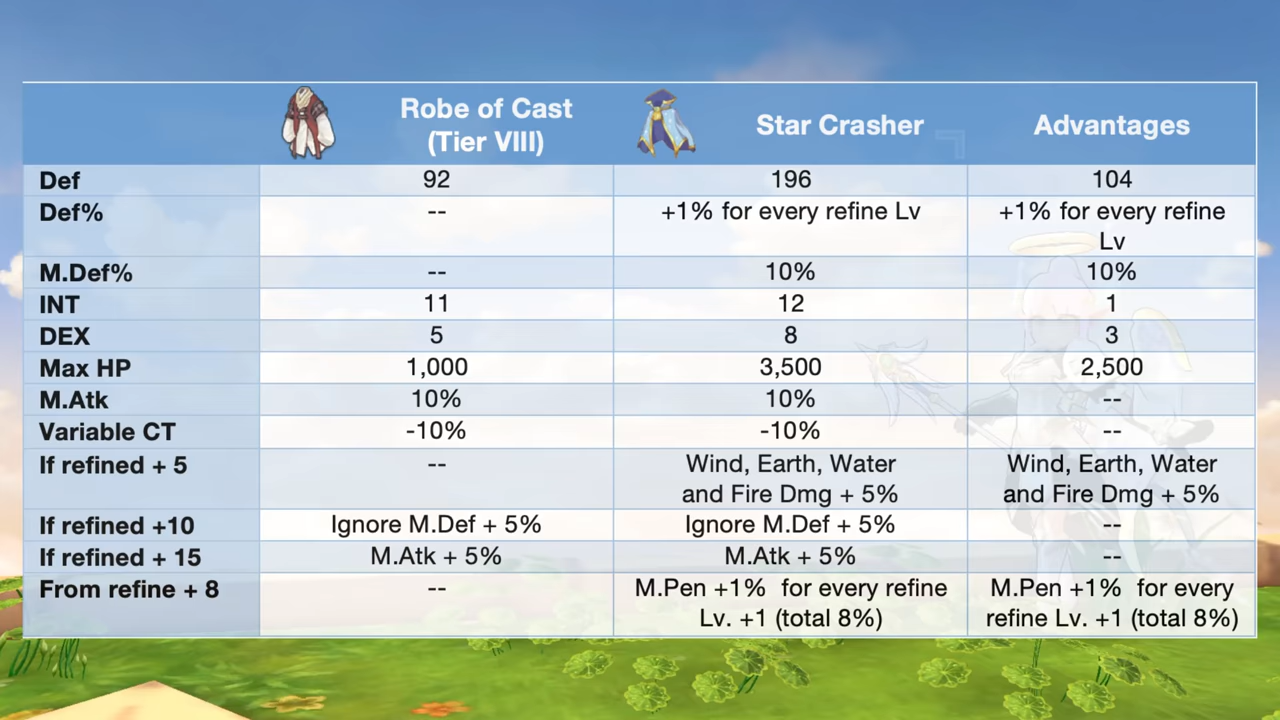 Robe of Cast
(Tier VIII)
Star Crasher
Advantages
Def 92 196 104
Def% -- +1% for every refine Lv +1% for every refine
Lv
M.Def% -- 10% 10%
INT 11 12 1
DEX 5 8 3
Max HP 1,000 3,500 2,500
M.Atk 10% 10% --
Variable CT -10% -10% --
If refined + 5 -- Wind, Earth, Water Wind, Earth, Water
and Fire Dmg + 5% and Fire Dmg + 5%
If refined +10 Ignore M.Def + 5% Ignore M.Def + 5% --
If refined + 15 M.Atk + 5% M.Atk + 5% --
From refine + 8 -- M.Pen +1% for every refine M.Pen +1% for every
Lv. +1 (total 8%) refine Lv. +1 (total 8%)